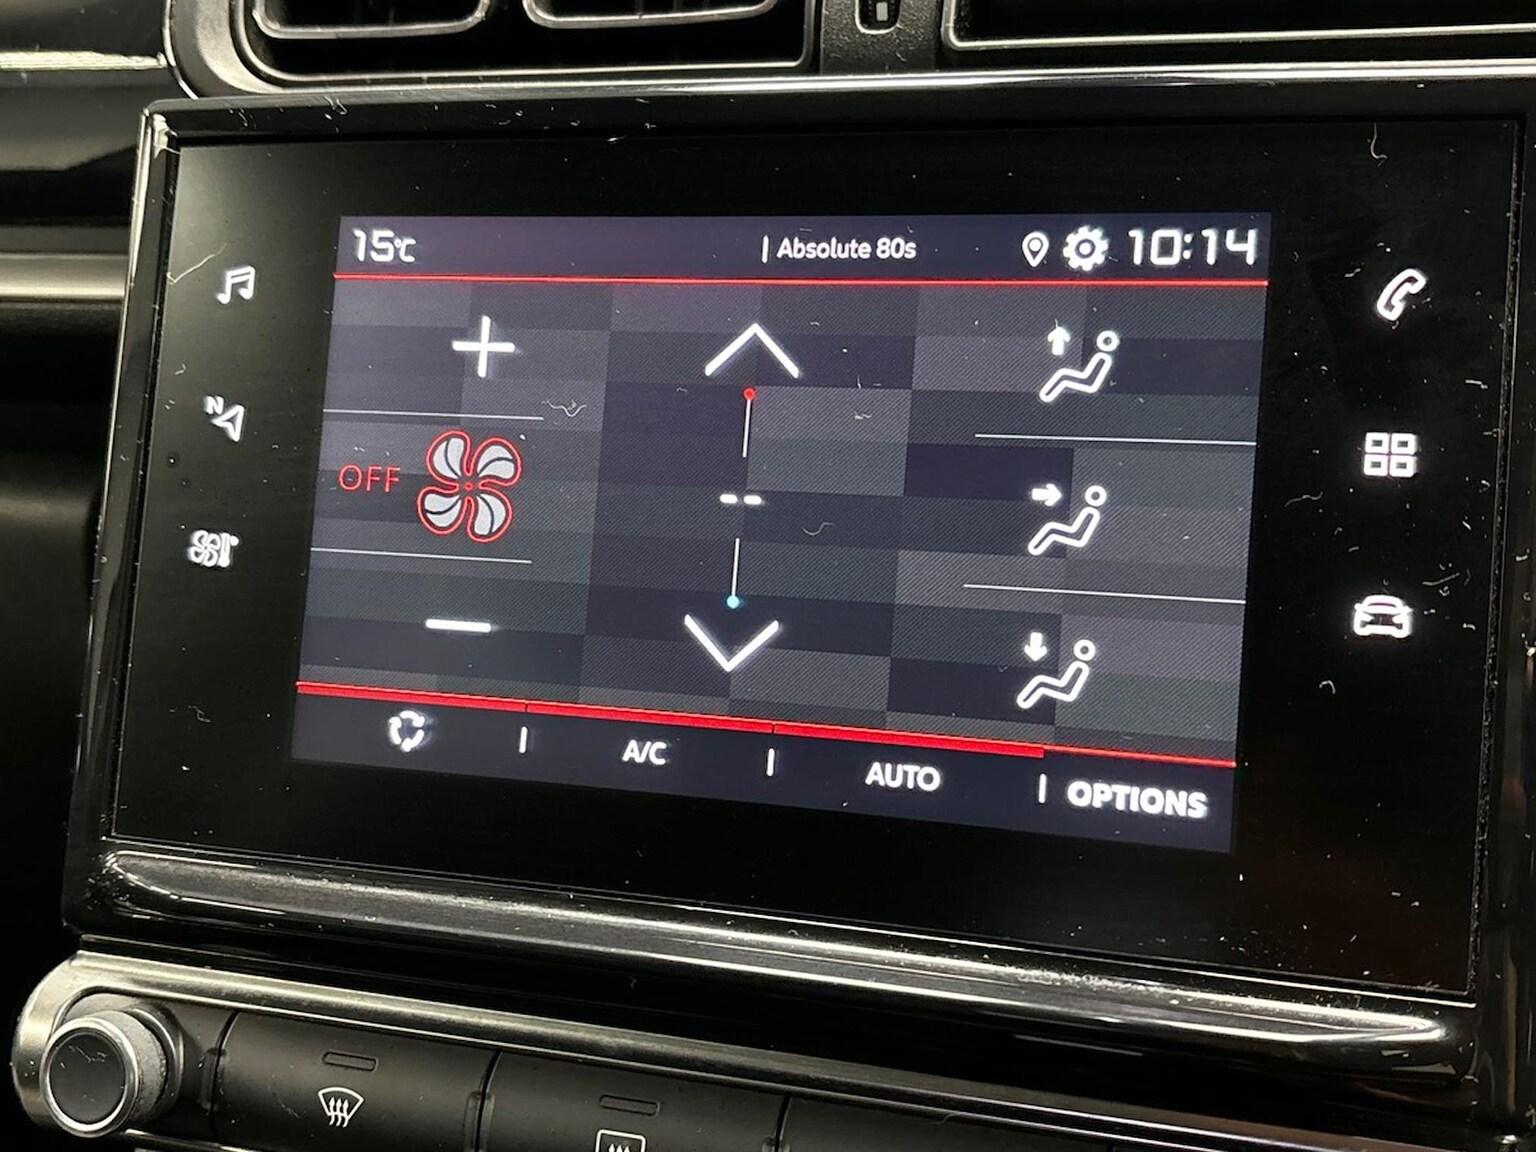 15°C | Absolute 80s 10:14
N
OFF
--
A/C | AUTO | OPTIONS